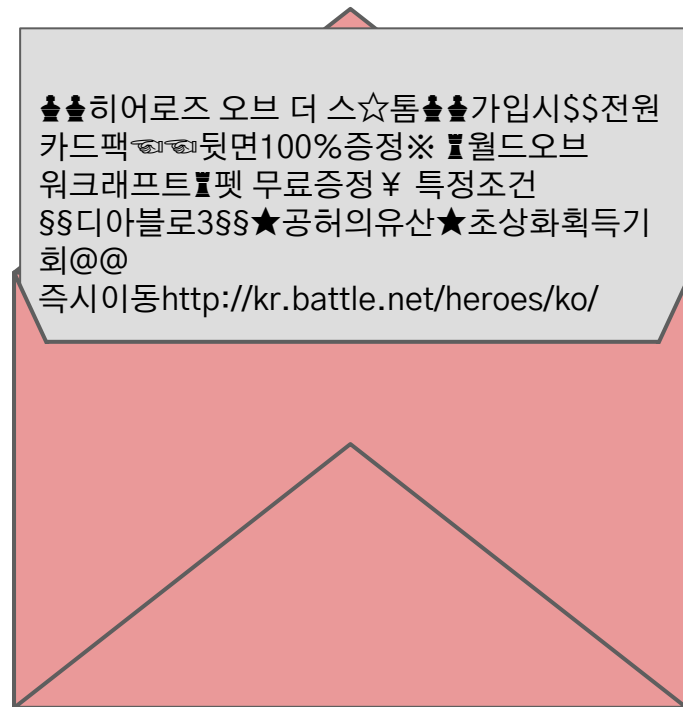 ♟♟히어로즈 오브 더 스☆톰♟♟가입시$$전원
카드팩☜☜뒷면100%증정※ ♜월드오브
워크래프트♜펫 무료증정¥ 특정조건
§§디아블로3§§★공허의유산★초상화획득기
회@@
즉시이동http://kr.battle.net/heroes/ko/